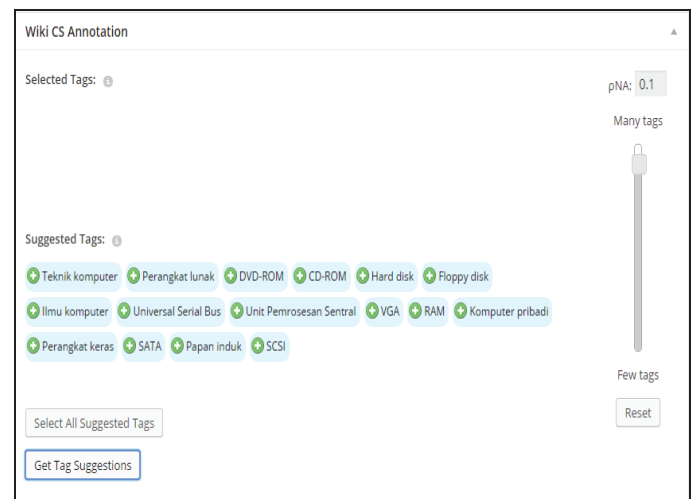 Wiki CS Annotation
Selected Tags:
ρNA: 0.1
Many tags
Suggested Tags:
Teknik komputer Perangkat lunak DVD-ROM CD-ROM Hard disk Floppy disk
Ilmu komputer Universal Serial Bus Unit Pemrosesan Sentral VGA RAM Komputer pribadi
Perangkat keras SATA Papan induk SCSI
Few tags
Reset
Select All Suggested Tags
Get Tag Suggestions